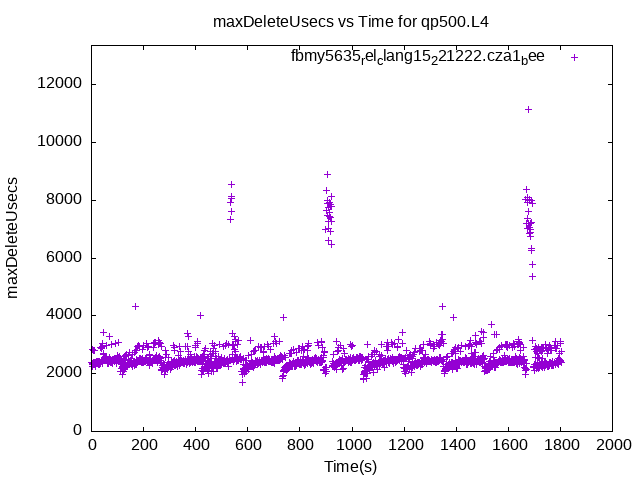 maxDeleteUsecs vs Time for qp500.L4
fbmy5635relclang15221222.cza1bee
12000
10000
8000
6000
4000
2000
0
maxDeleteUsecs
0 200 400 600 800 1000 1200 1400 1600 1800 2000
Time(s)